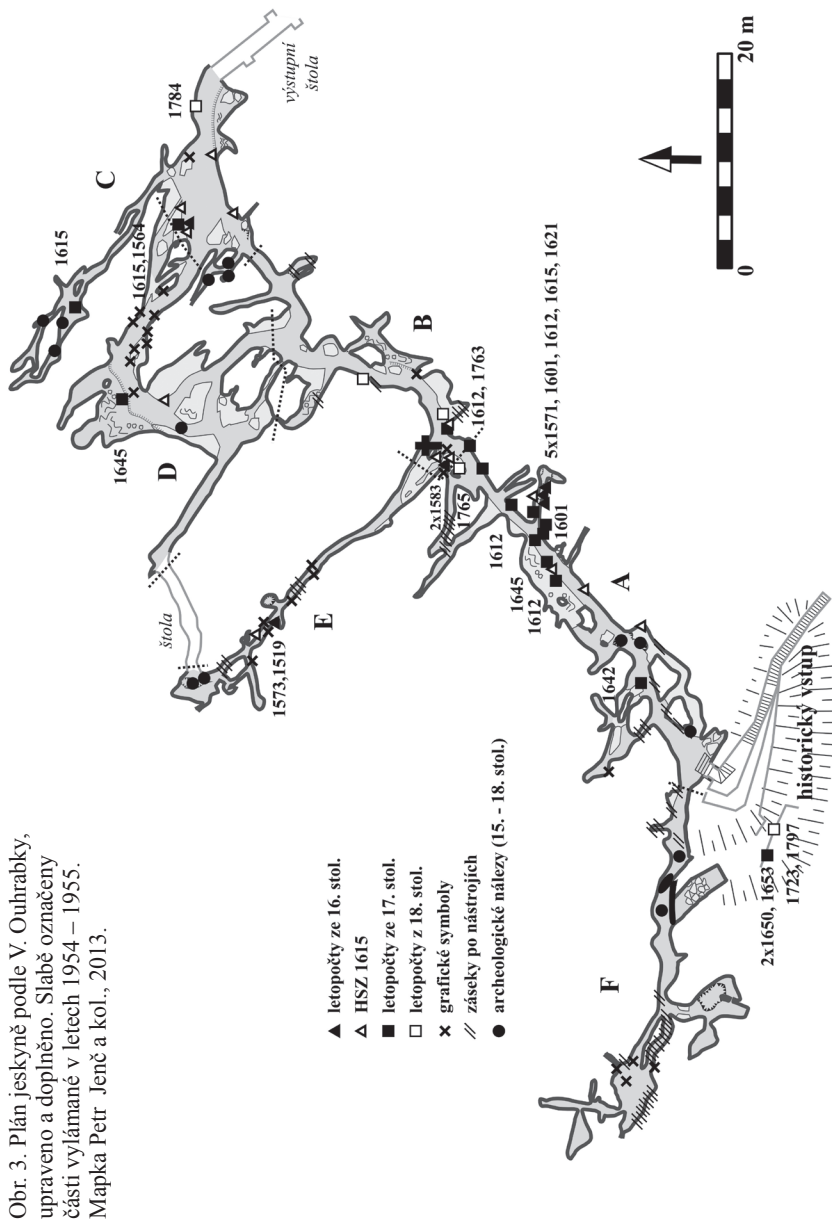 Obr. 3. Plán jeskyně podle V. Ouhrabky,
upraveno a doplněno. Slabě označeny
části vylámané v letech 1954 – 1955.
Mapka Petr Jenč a kol., 2013.
výstupní
štola
1784
C
1615
1615,1564
1645
D
B
1612, 1763
2x1583
1765
5x1571, 1601, 1612, 1615, 1621
1612
1601
1645
1612
A
štola
E
1573,1519
1642
historický vstup
2x1650, 1653
1723, 1797
F
letopočty ze 16. stol.
HSZ 1615
letopočty ze 17. stol.
letopočty z 18. stol.
grafické symboly
záseky po nástrojích
archeologické nálezy (15. - 18. stol.)
0
20 m